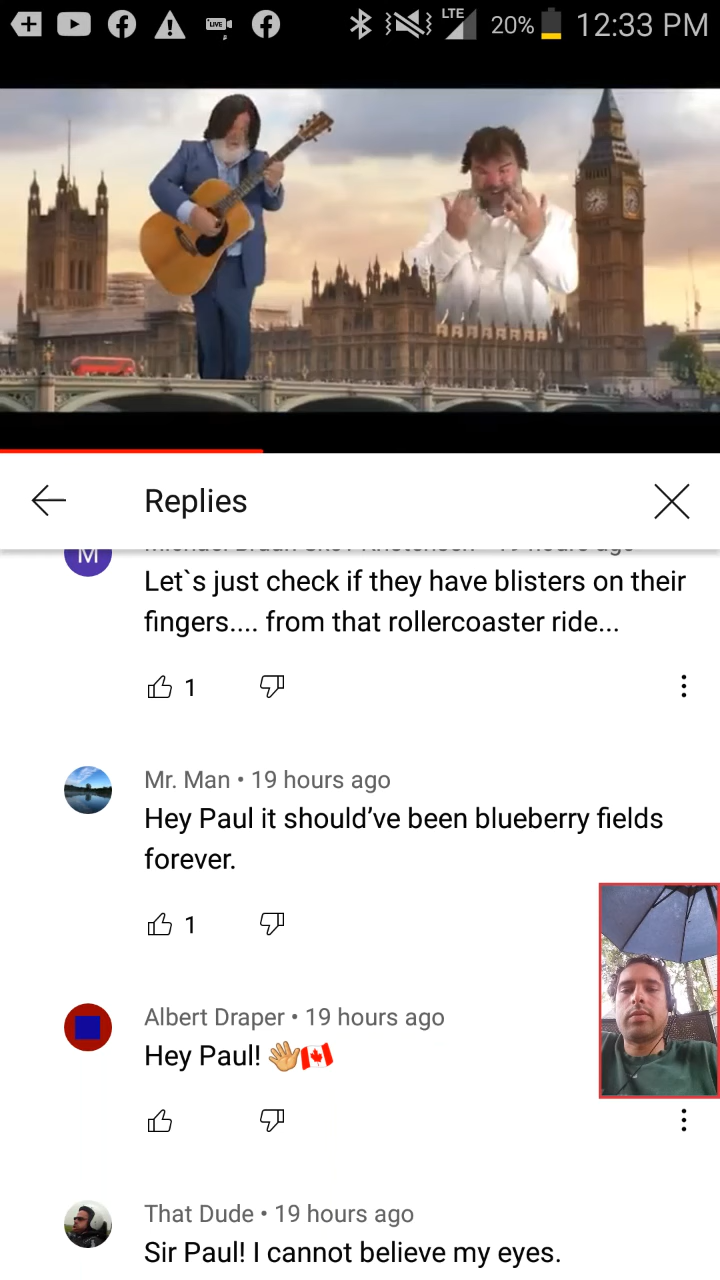 LIVE
LTE 20% 12:33 PM
Replies
M
Let`s just check if they have blisters on their
fingers.... from that rollercoaster ride...
1
Mr. Man • 19 hours ago
Hey Paul it should’ve been blueberry fields
forever.
1
Albert Draper • 19 hours ago
Hey Paul! 👋🇨🇦
That Dude • 19 hours ago
Sir Paul! I cannot believe my eyes.